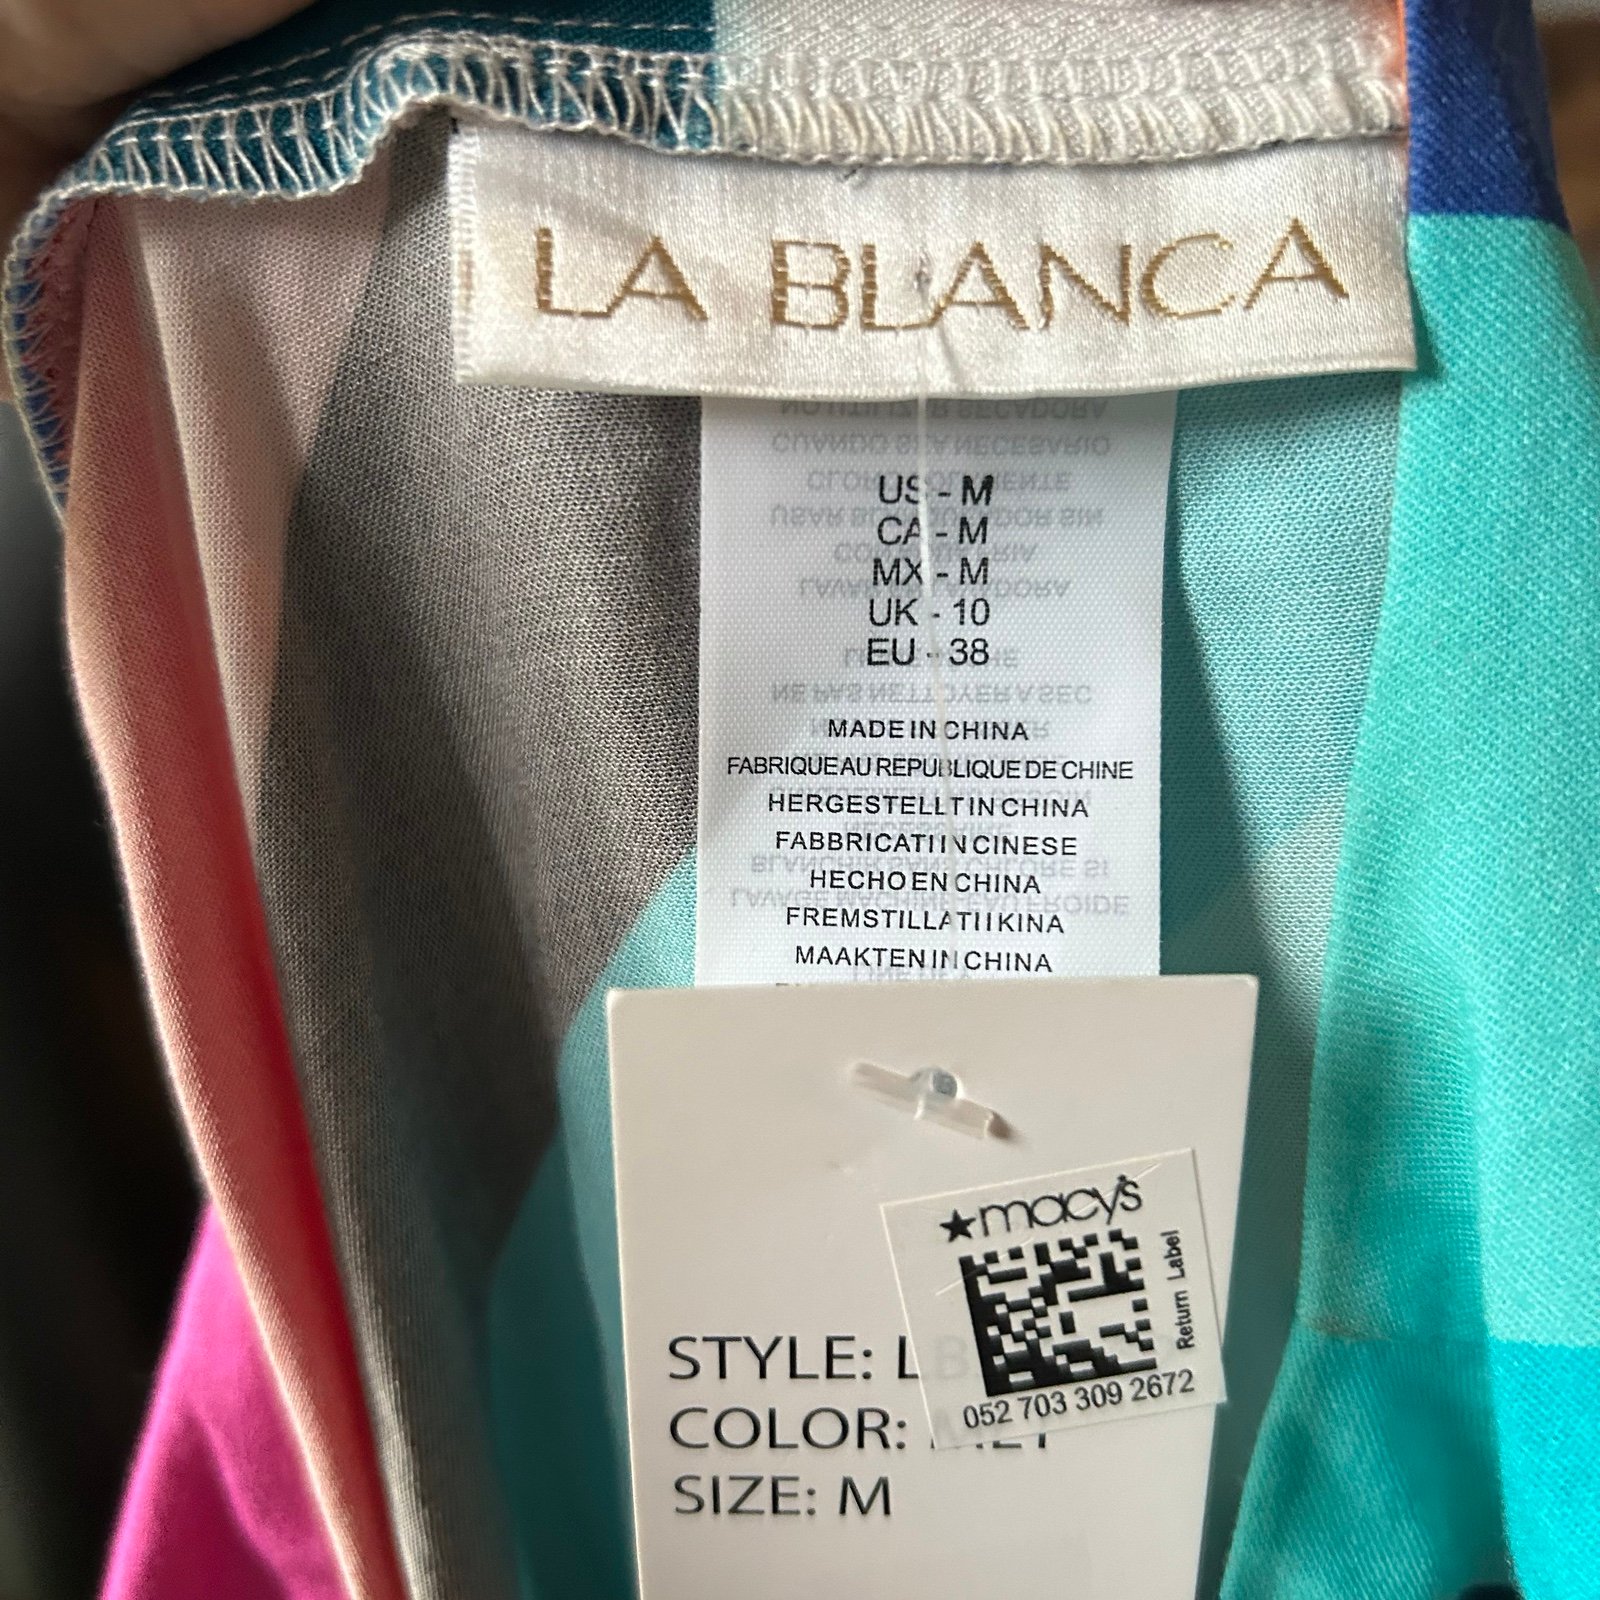 LA BLANCA
US - M
CA - M
MX - M
UK - 10
EU - 38
MADE IN CHINA
FABRIQUE AU REPUBLIQUE DE CHINE
HERGESTELLT IN CHINA
FABBRICATI IN CINESE
HECHO EN CHINA
FREMSTILLATI I KINA
MAAKTEN IN CHINA
★macy's
Return Label
052 703 309 2672
STYLE:
COLOR:
SIZE: M